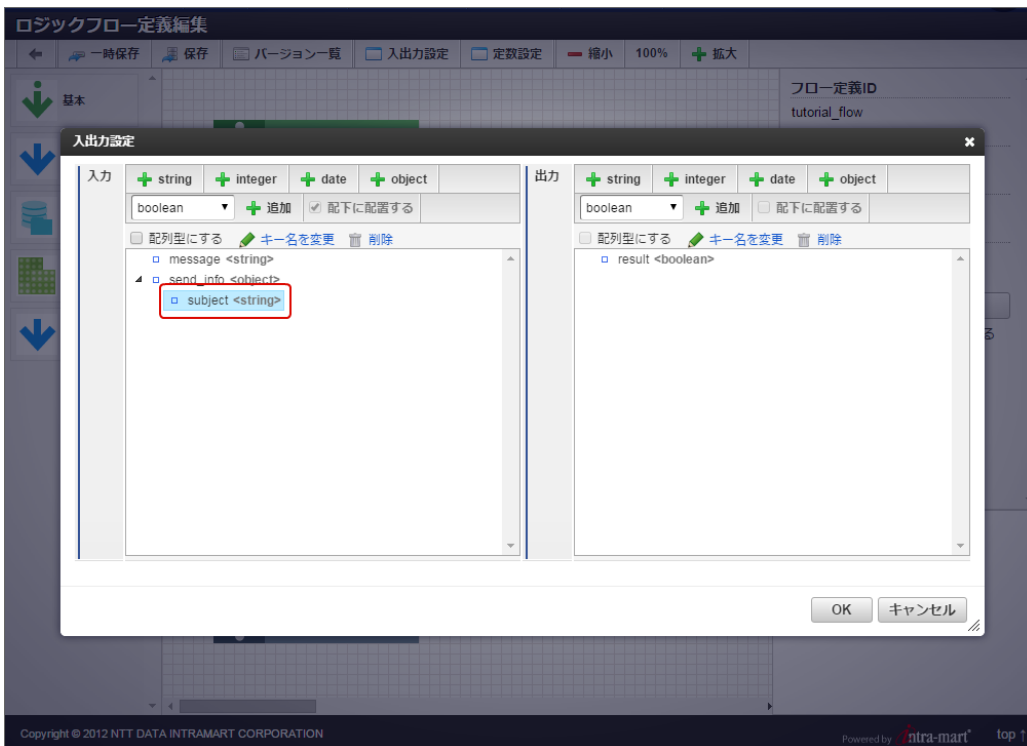 ロジックフロー定義編集
一時保存 保存 バージョン一覧 入出力設定 定数設定 縮小 100% 拡大
基本
フロー定義ID
tutorial_flow
入出力設定
入力
string integer date object
boolean 追加 配下に配置する
配列型にする キー名を変更 削除
message <string>
send_info <object>
subject <string>
出力
string integer date object
boolean 追加 配下に配置する
配列型にする キー名を変更 削除
result <boolean>
る
OK キャンセル
Copyright © 2012 NTT DATA INTRAMART CORPORATION
Powered by intra-mart
top ↑